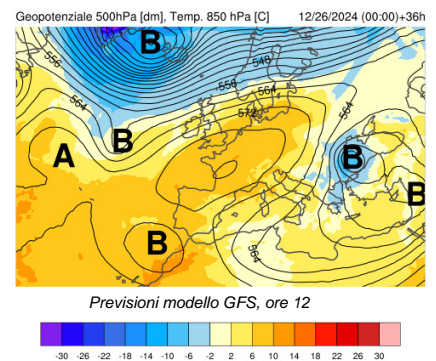 Geopotenziale 500hPa [dm], Temp. 850 hPa [C] 12/26/2024 (00:00)+36h
B
556
548
556
564
564
564
572
B
A
B
B
B
564
Previsioni modello GFS, ore 12
-30 -26 -22 -18 -14 -10 -6 -2 2 6 10 14 18 22 26 30